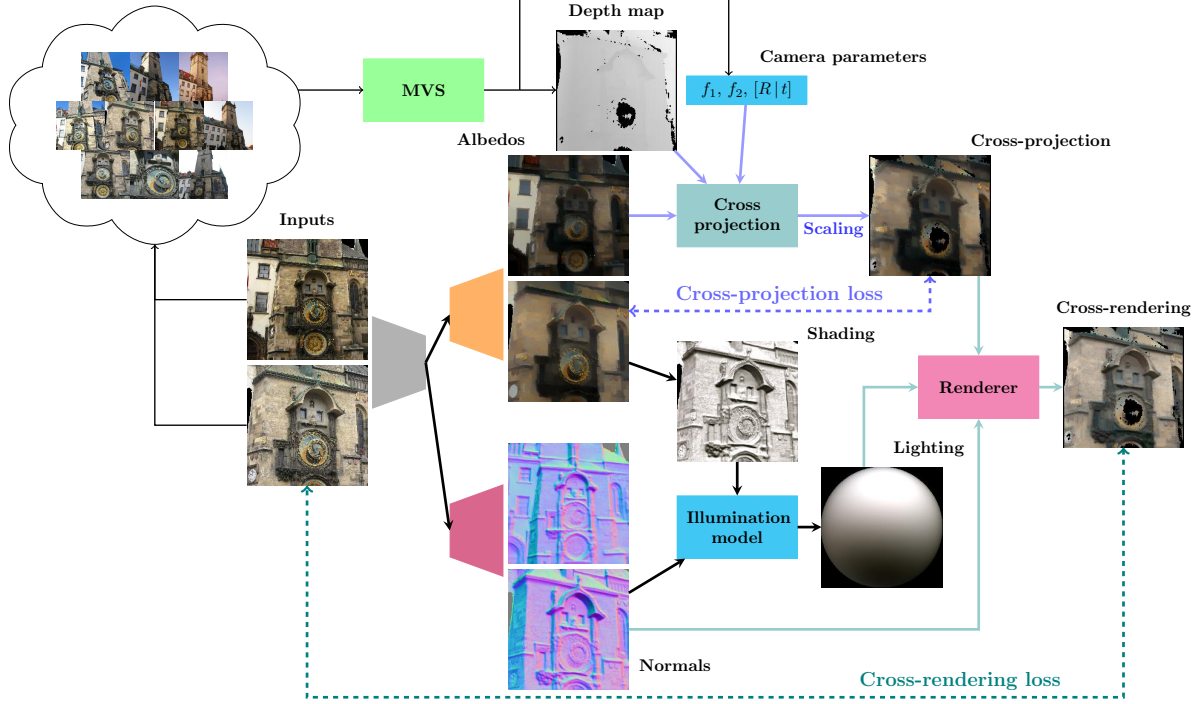 Depth map
Camera parameters
MVS
f₁, f₂, [R | t]
Albedos
Cross-projection
Cross
projection
Scaling
Inputs
Cross-projection loss
Cross-rendering
Shading
Renderer
Lighting
Illumination
model
Normals
Cross-rendering loss